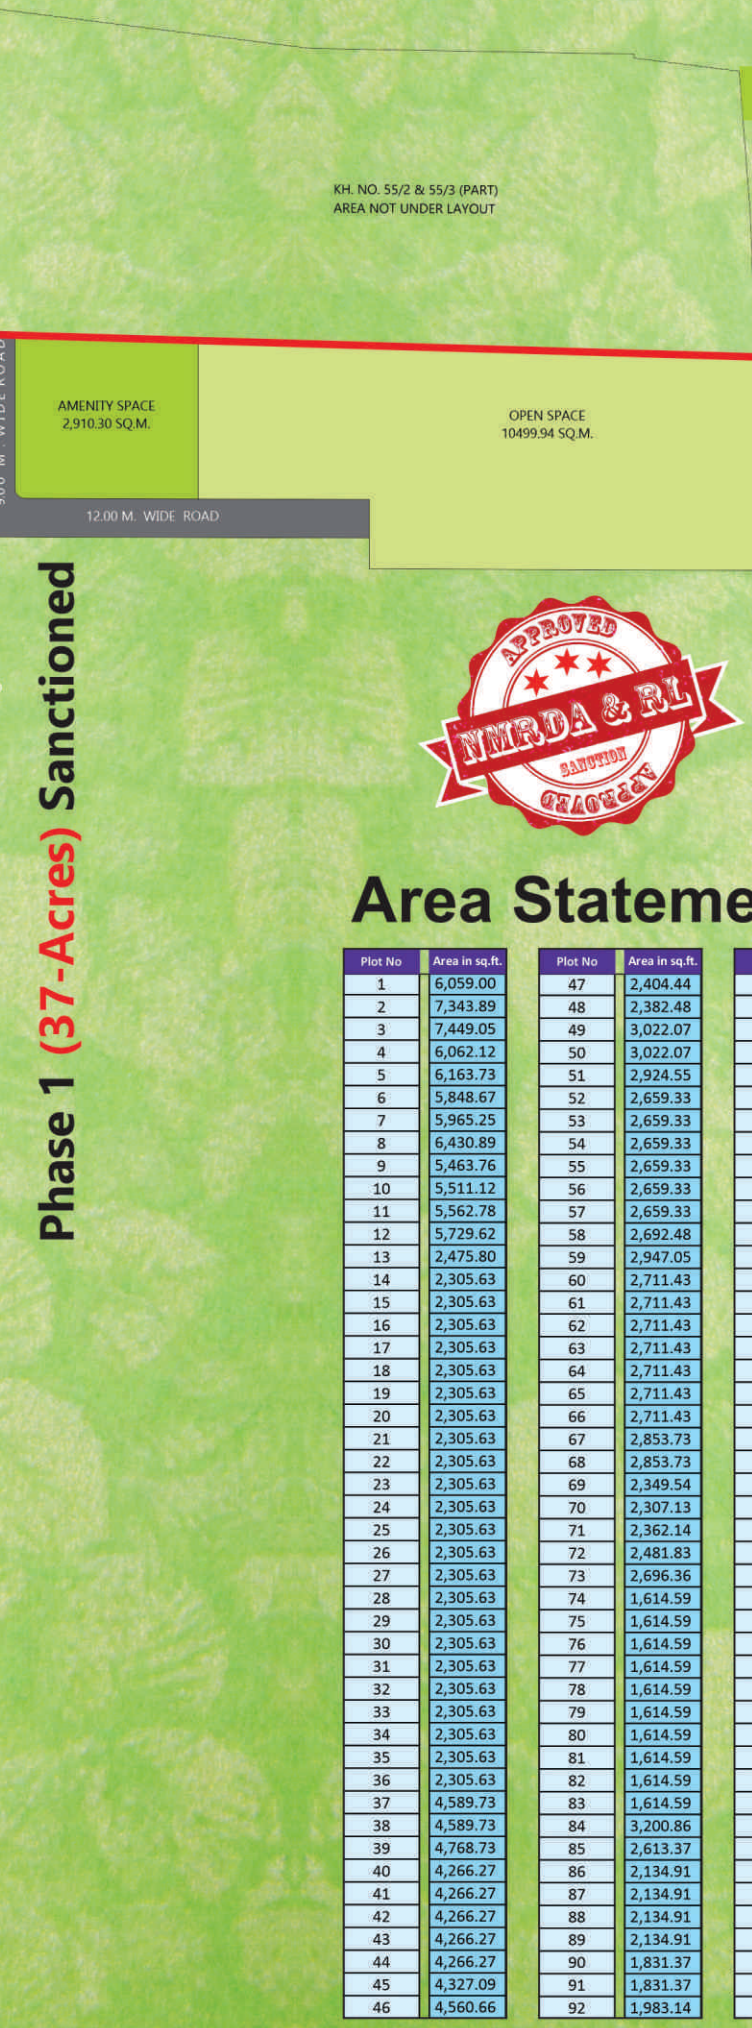 KH. NO. 55/2 & 55/3 (PART)
AREA NOT UNDER LAYOUT
9.00 M. WIDE ROAD
AMENITY SPACE
2,910.30 SQ.M.
OPEN SPACE
10499.94 SQ.M.
12.00 M. WIDE ROAD
Phase 1 (37-Acres) Sanctioned
APPROVED
NMRDA & RL
SANCTION
APPROVED
Area Stateme
Plot No Area in sq.ft. Plot No Area in sq.ft.
1 6,059.00 47 2,404.44
2 7,343.89 48 2,382.48
3 7,449.05 49 3,022.07
4 6,062.12 50 3,022.07
5 6,163.73 51 2,924.55
6 5,848.67 52 2,659.33
7 5,965.25 53 2,659.33
8 6,430.89 54 2,659.33
9 5,463.76 55 2,659.33
10 5,511.12 56 2,659.33
11 5,562.78 57 2,659.33
12 5,729.62 58 2,692.48
13 2,475.80 59 2,947.05
14 2,305.63 60 2,711.43
15 2,305.63 61 2,711.43
16 2,305.63 62 2,711.43
17 2,305.63 63 2,711.43
18 2,305.63 64 2,711.43
19 2,305.63 65 2,711.43
20 2,305.63 66 2,711.43
21 2,305.63 67 2,853.73
22 2,305.63 68 2,853.73
23 2,305.63 69 2,349.54
24 2,305.63 70 2,307.13
25 2,305.63 71 2,362.14
26 2,305.63 72 2,481.83
27 2,305.63 73 2,696.36
28 2,305.63 74 1,614.59
29 2,305.63 75 1,614.59
30 2,305.63 76 1,614.59
31 2,305.63 77 1,614.59
32 2,305.63 78 1,614.59
33 2,305.63 79 1,614.59
34 2,305.63 80 1,614.59
35 2,305.63 81 1,614.59
36 2,305.63 82 1,614.59
37 4,589.73 83 1,614.59
38 4,589.73 84 3,200.86
39 4,768.73 85 2,613.37
40 4,266.27 86 2,134.91
41 4,266.27 87 2,134.91
42 4,266.27 88 2,134.91
43 4,266.27 89 2,134.91
44 4,266.27 90 1,831.37
45 4,327.09 91 1,831.37
46 4,560.66 92 1,983.14